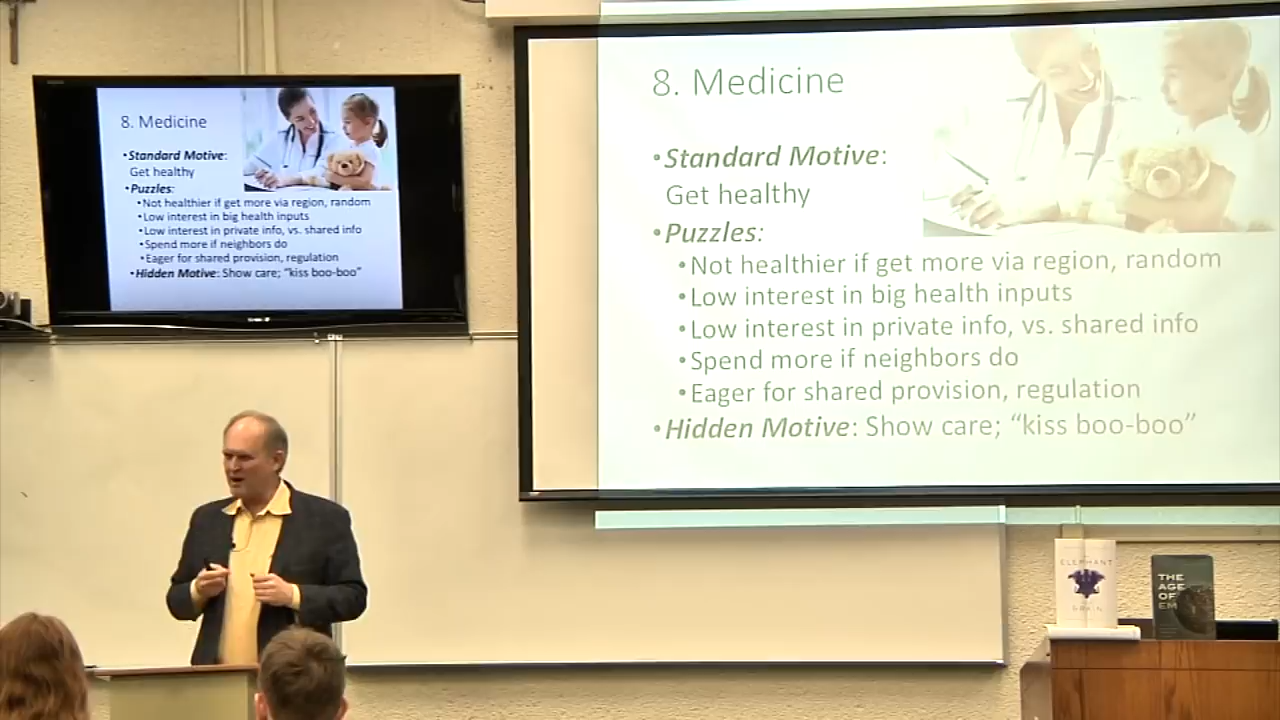 8. Medicine
•Standard Motive:
Get healthy
•Puzzles:
•Not healthier if get more via region, random
•Low interest in big health inputs
•Low interest in private info, vs. shared info
•Spend more if neighbors do
•Eager for shared provision, regulation
•Hidden Motive: Show care; "kiss boo-boo"
8. Medicine
•Standard Motive:
Get healthy
•Puzzles:
•Not healthier if get more via region, random
•Low interest in big health inputs
•Low interest in private info, vs. shared info
•Spend more if neighbors do
•Eager for shared provision, regulation
•Hidden Motive: Show care; "kiss boo-boo"
ELEPHANT
BRAIN
THE
AGE
OF
EM